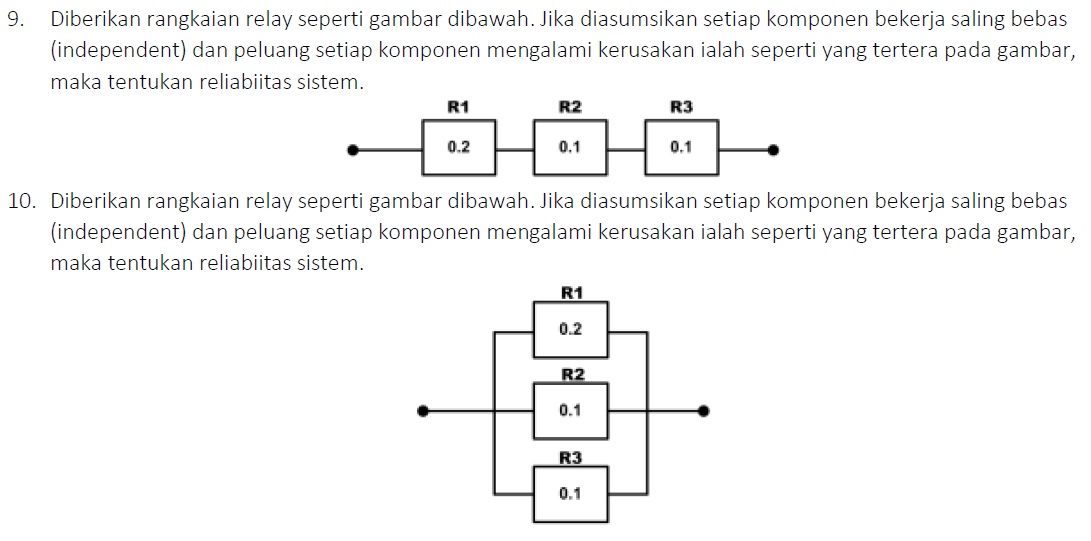 9. Diberikan rangkaian relay seperti gambar dibawah. Jika diasumsikan setiap komponen bekerja saling bebas
(independent) dan peluang setiap komponen mengalami kerusakan ialah seperti yang tertera pada gambar,
maka tentukan reliabiitas sistem.
R1 R2 R3
0.2 0.1 0.1
10. Diberikan rangkaian relay seperti gambar dibawah. Jika diasumsikan setiap komponen bekerja saling bebas
(independent) dan peluang setiap komponen mengalami kerusakan ialah seperti yang tertera pada gambar,
maka tentukan reliabiitas sistem.
R1
0.2
R2
0.1
R3
0.1